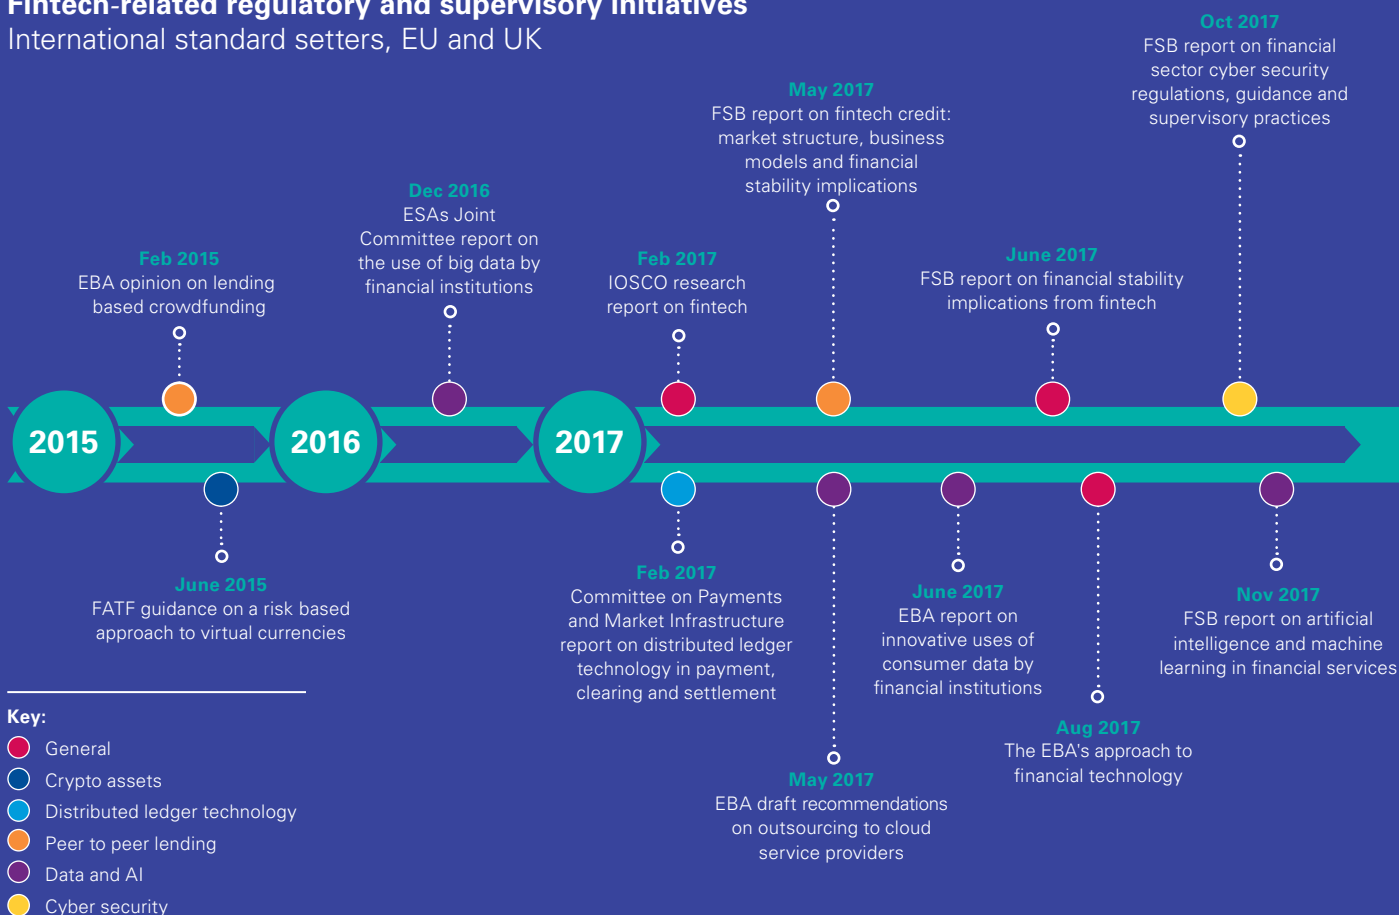 Fintech-related regulatory and supervisory initiatives
International standard setters, EU and UK
Oct 2017
FSB report on financial
sector cyber security
regulations, guidance and
supervisory practices
May 2017
FSB report on fintech credit:
market structure, business
models and financial
stability implications
Dec 2016
ESAs Joint
Committee report on
the use of big data by
financial institutions
Feb 2015
EBA opinion on lending
based crowdfunding
Feb 2017
IOSCO research
report on fintech
June 2017
FSB report on financial stability
implications from fintech
2015
2016
2017
June 2015
FATF guidance on a risk based
approach to virtual currencies
Feb 2017
Committee on Payments
and Market Infrastructure
report on distributed ledger
technology in payment,
clearing and settlement
May 2017
EBA draft recommendations
on outsourcing to cloud
service providers
June 2017
EBA report on
innovative uses of
consumer data by
financial institutions
Aug 2017
The EBA's approach to
financial technology
Nov 2017
FSB report on artificial
intelligence and machine
learning in financial services
Key:
General
Crypto assets
Distributed ledger technology
Peer to peer lending
Data and AI
Cyber security